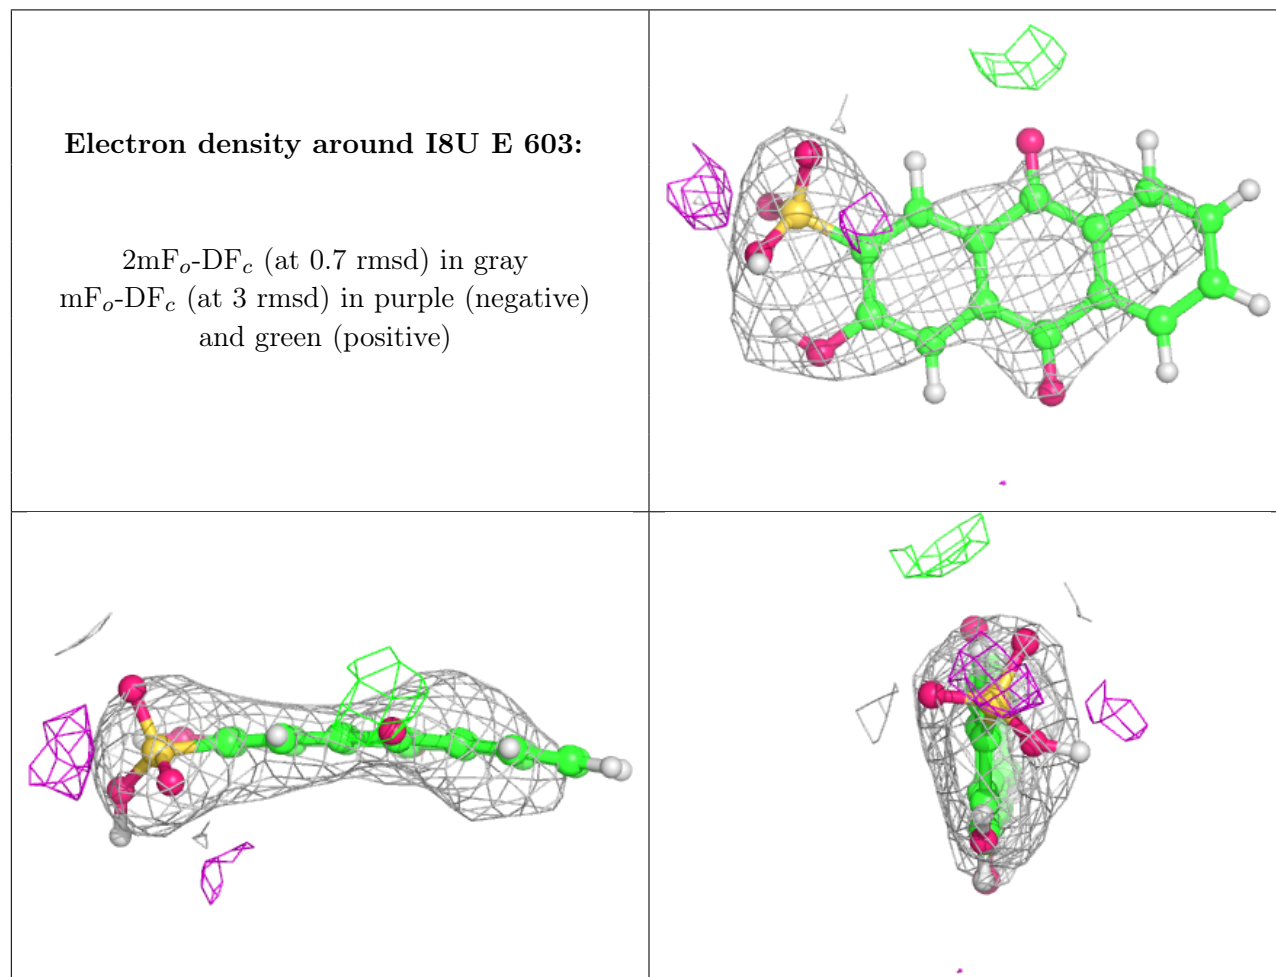 Electron density around I8U E 603:
2mFo-DFc (at 0.7 rmsd) in gray
mFo-DFc (at 3 rmsd) in purple (negative)
and green (positive)